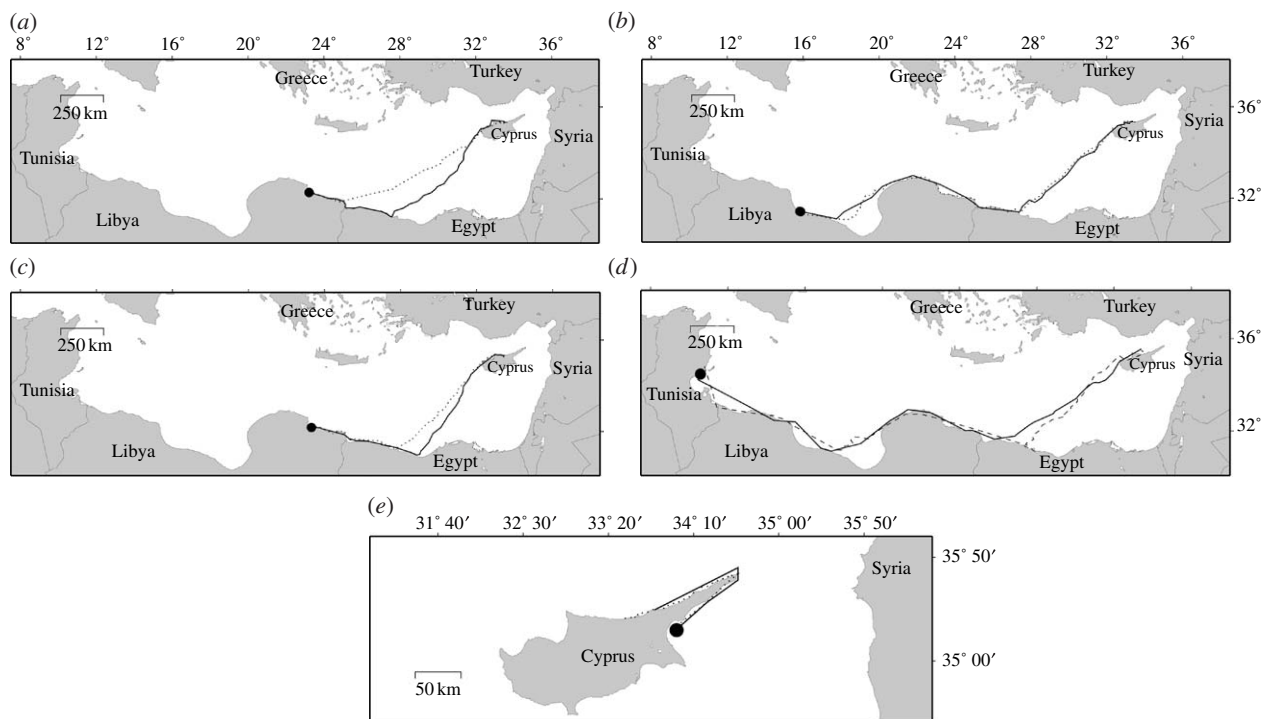 (a)
8° 12° 16° 20° 24° 28° 32° 36°
Greece
Turkey
250 km
Cyprus
Syria
Tunisia
Libya
Egypt
(b)
8° 12° 16° 20° 28° 32° 36°
Greece
Turkey
36°
250 km
Cyprus
Syria
Tunisia
32°
Libya
Egypt
(c)
Greece
Turkey
250 km
Cyprus
Syria
Tunisia
Libya
Egypt
(d)
Greece
Turkey
36°
250 km
Cyprus
Syria
Tunisia
32°
Libya
Egypt
(e)
31° 40' 32° 30' 33° 20' 34° 10' 35° 00' 35° 50'
35° 50'
Syria
Cyprus
35° 00'
50 km